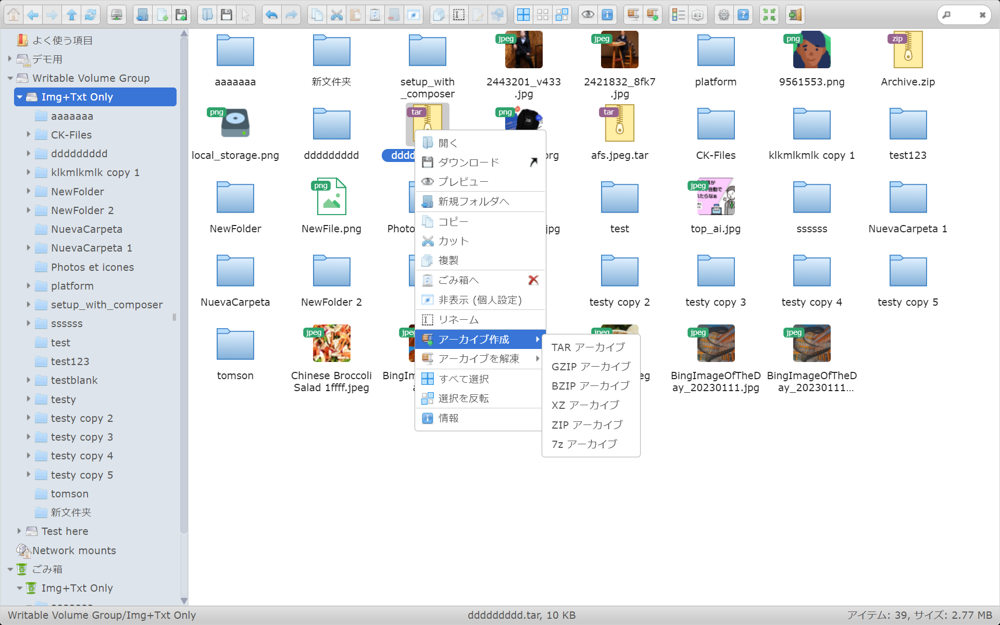 よく使う項目
デモ用
Writable Volume Group
Img+Txt Only
aaaaaaa
CK-Files
ddddddddd
klkmlkmlk copy 1
NewFolder
NewFolder 2
NuevaCarpeta
NuevaCarpeta 1
Photos et icones
platform
setup_with_composer
ssssss
test
test123
testblank
testy
testy copy 2
testy copy 3
testy copy 4
testy copy 5
tomson
新文件夹
Test here
Network mounts
ごみ箱
Img+Txt Only
aaaaaaa
新文件夹
setup_with
_composer
jpeg
2443201_v433
.jpg
jpeg
2421832_8fk7
.jpg
platform
png
9561553.png
zip
Archive.zip
png
local_storage.png
ddddddddd
tar
dddd
png
tar
afs.jpeg.tar
CK-Files
klkmlkmlk copy 1
test123
NewFolder
png
NewFile.png
Photo
jpg
test
jpeg
top_ai.jpg
ssssss
NuevaCarpeta 1
NuevaCarpeta
NewFolder 2
testy copy 2
testy copy 3
testy copy 4
testy copy 5
tomson
jpeg
Chinese Broccoli
Salad 1ffff.jpeg
BingIm
jpeg
eg
jpeg
BingImageOfTheD
ay_20230111.jpg
jpeg
BingImageOfTheD
ay_20230111...
開く
ダウンロード
プレビュー
新規フォルダへ
コピー
カット
複製
ごみ箱へ
非表示 (個人設定)
リネーム
アーカイブ作成
アーカイブを解凍
すべて選択
選択を反転
情報
TAR アーカイブ
GZIP アーカイブ
BZIP アーカイブ
XZ アーカイブ
ZIP アーカイブ
7z アーカイブ
Writable Volume Group/Img+Txt Only
ddddddddd.tar, 10 KB
アイテム: 39, サイズ: 2.77 MB